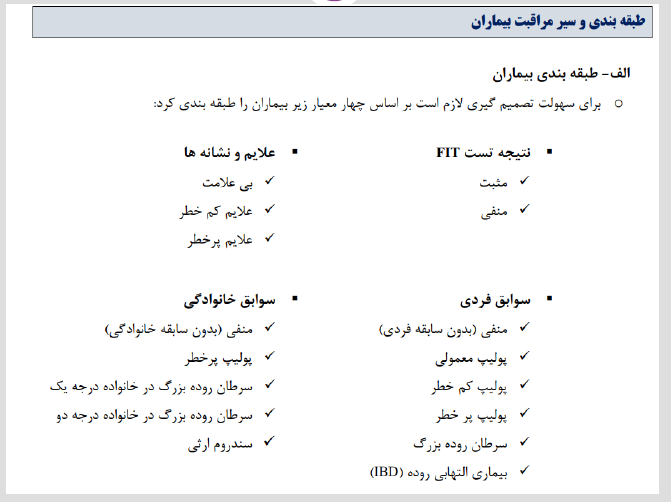 طبقه بندی و سیر مراقبت بیماران
الف- طبقه بندی بیماران
○ برای سهولت تصمیم گیری لازم است بر اساس چهار معیار زیر بیماران را طبقه بندی کرد:
▪ نتیجه تست FIT
✓ مثبت
✓ منفی
▪ علایم و نشانه ها
✓ بی علامت
✓ علایم کم خطر
✓ علایم پرخطر
▪ سوابق فردی
✓ منفی (بدون سابقه فردی)
✓ پولیپ معمولی
✓ پولیپ کم خطر
✓ پولیپ پر خطر
✓ سرطان روده بزرگ
✓ بیماری التهابی روده (IBD)
▪ سوابق خانوادگی
✓ منفی (بدون سابقه خانوادگی)
✓ پولیپ پرخطر
✓ سرطان روده بزرگ در خانواده درجه یک
✓ سرطان روده بزرگ در خانواده درجه دو
✓ سندروم ارثی